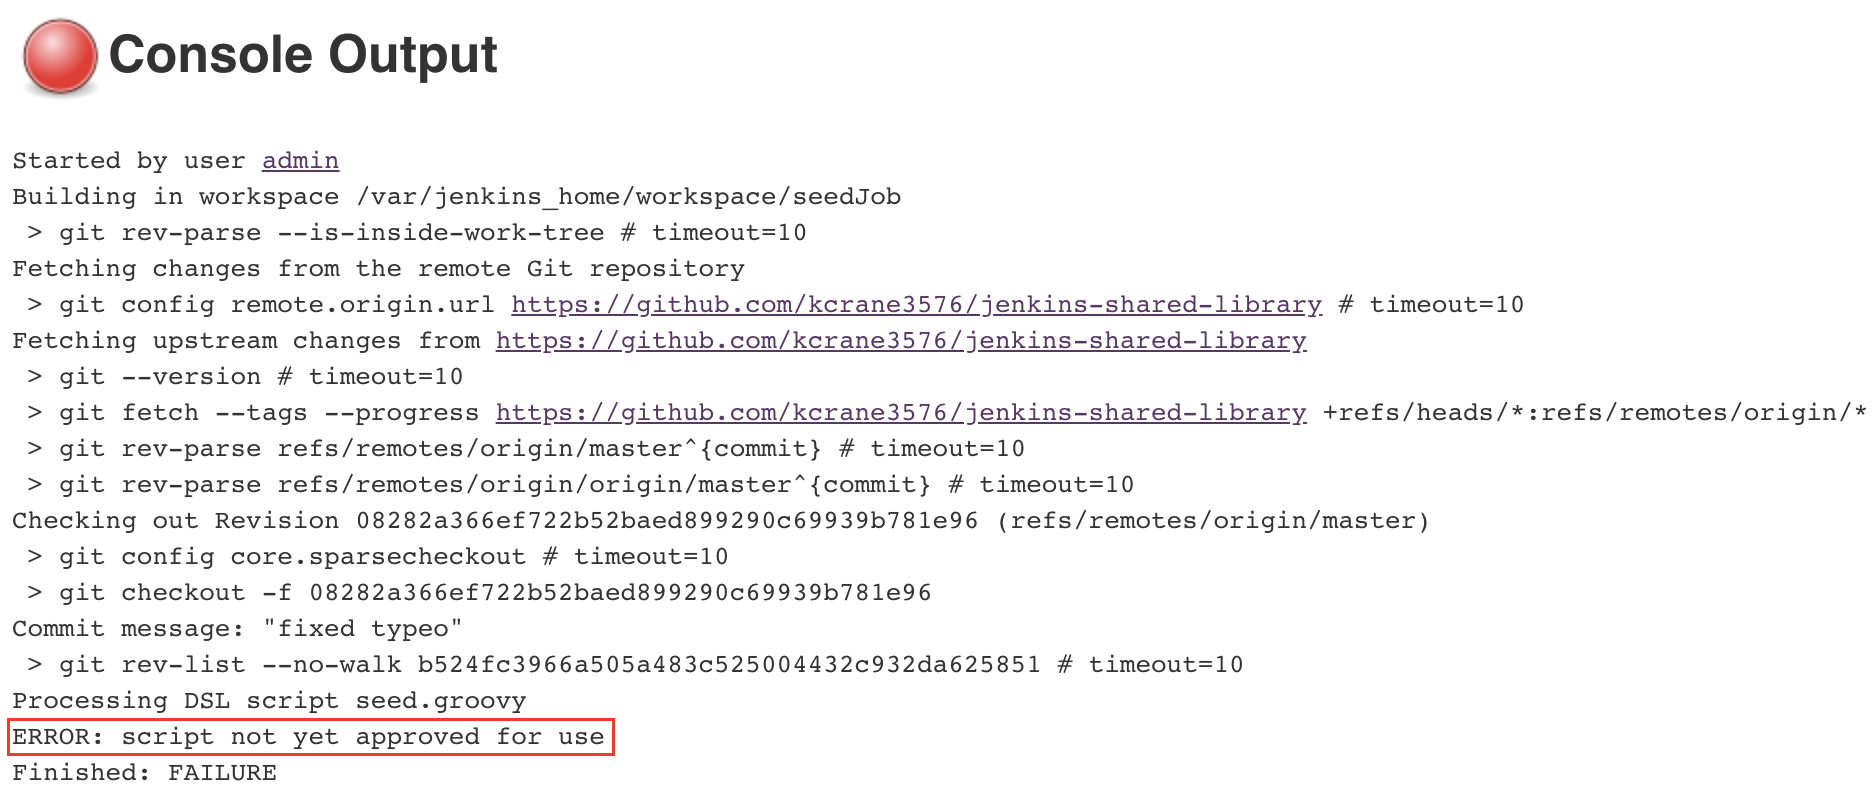 Console Output
Started by user admin
Building in workspace /var/jenkins_home/workspace/seedJob
 > git rev-parse --is-inside-work-tree # timeout=10
Fetching changes from the remote Git repository
 > git config remote.origin.url https://github.com/kcrane3576/jenkins-shared-library # timeout=10
Fetching upstream changes from https://github.com/kcrane3576/jenkins-shared-library
 > git --version # timeout=10
 > git fetch --tags --progress https://github.com/kcrane3576/jenkins-shared-library +refs/heads/*:refs/remotes/origin/*
 > git rev-parse refs/remotes/origin/master^{commit} # timeout=10
 > git rev-parse refs/remotes/origin/origin/master^{commit} # timeout=10
Checking out Revision 08282a366ef722b52baed899290c69939b781e96 (refs/remotes/origin/master)
 > git config core.sparsecheckout # timeout=10
 > git checkout -f 08282a366ef722b52baed899290c69939b781e96
Commit message: "fixed typeo"
 > git rev-list --no-walk b524fc3966a505a483c525004432c932da625851 # timeout=10
Processing DSL script seed.groovy
ERROR: script not yet approved for use
Finished: FAILURE